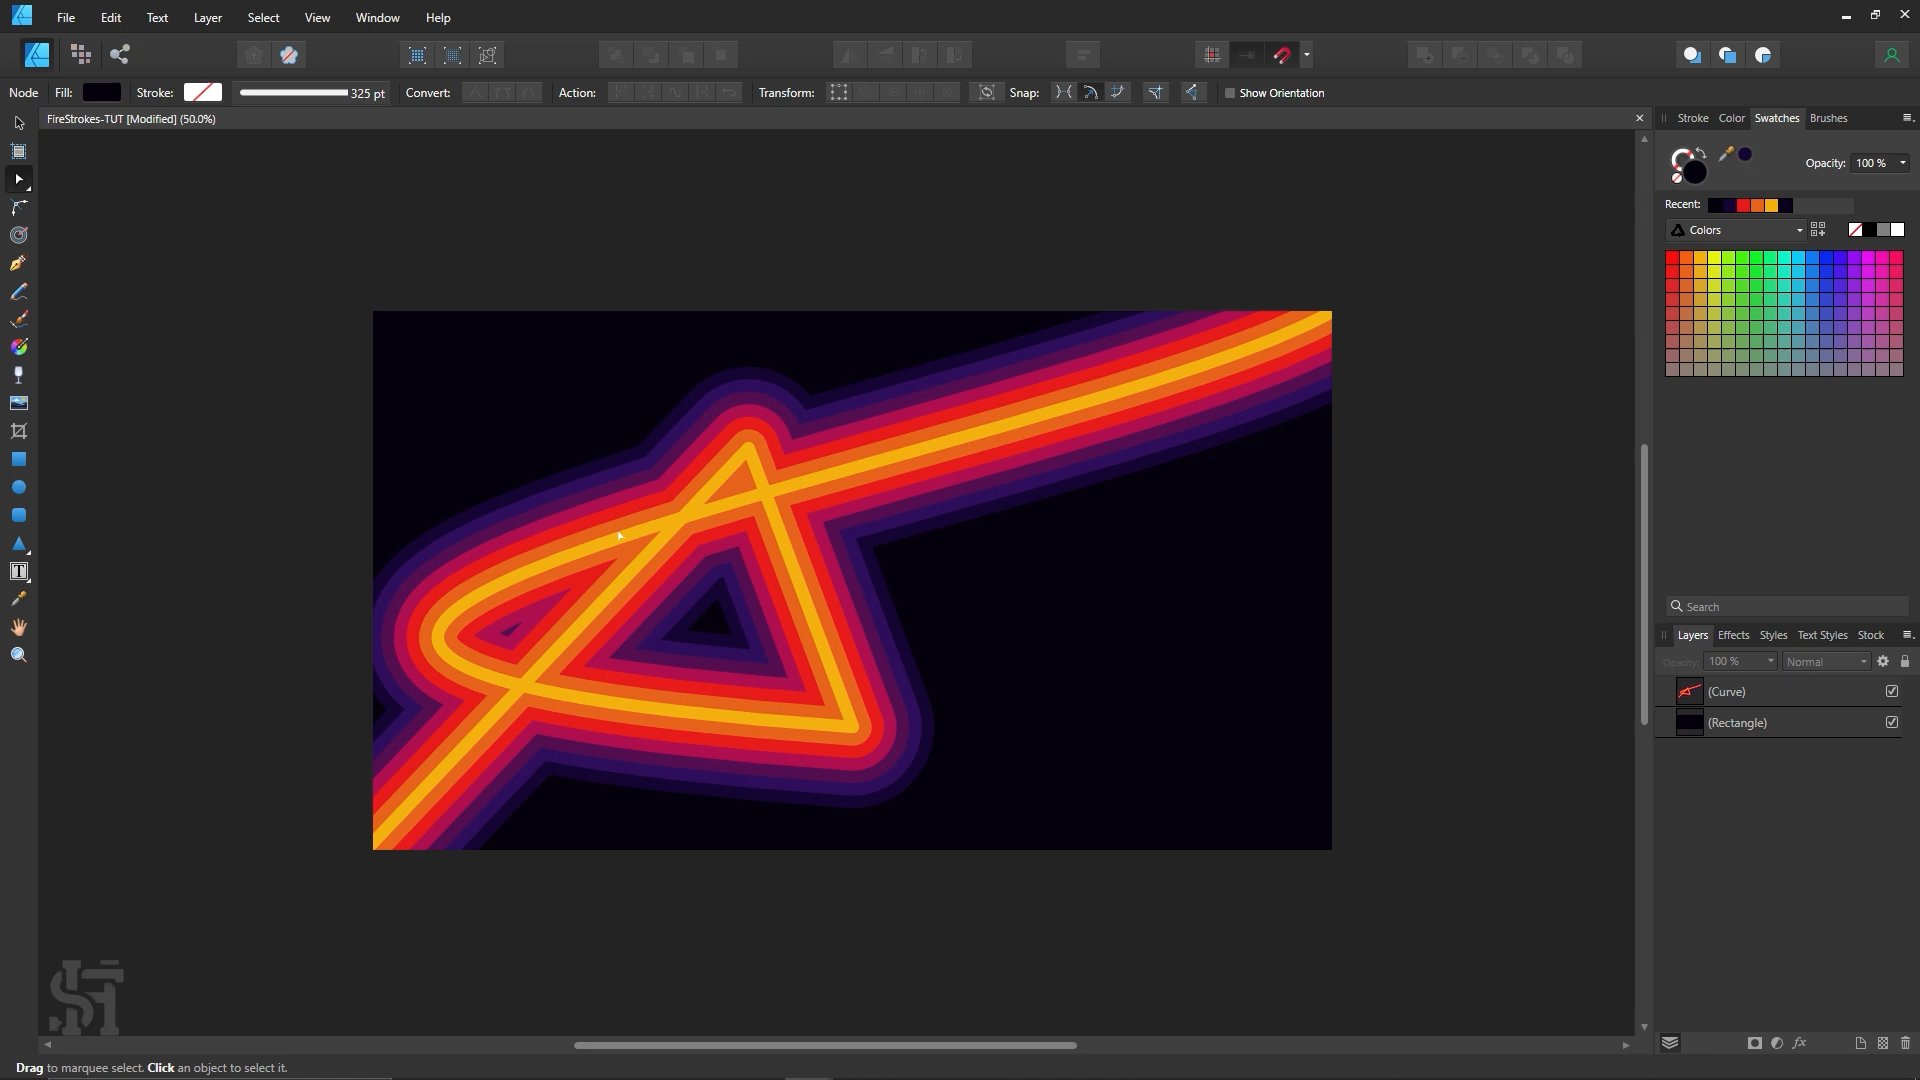 File Edit Text Layer Select View Window Help
Node Fill: Stroke: 325 pt Convert: Action: Transform: Snap: Show Orientation
FireStrokes-TUT [Modified] (50.0%)
Stroke Color Swatches Brushes
Opacity: 100 %
Recent:
Colors
Search
Layers Effects Styles Text Styles Stock
Opacity: 100 % Normal
(Curve)
(Rectangle)
Drag to marquee select. Click an object to select it.